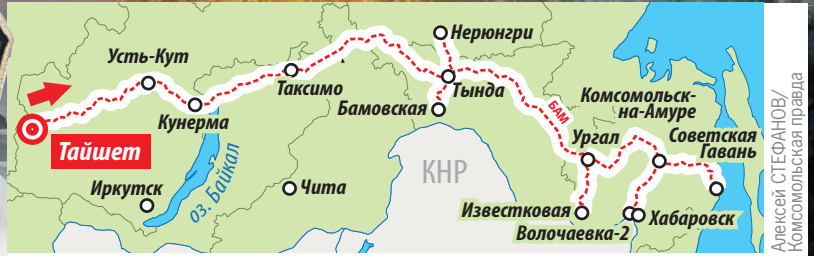 Нерюнгри
Усть-Кут
Таксимо
Тында
Бамовская
Кунерма
БАМ
Комсомольск-
на-Амуре
Ургал
Советская
Гавань
Тайшет
КНР
Иркутск
оз. Байкал
Чита
Известковая
Волочаевка-2
Хабаровск
Алексей СТЕФАНОВ/
Комсомольская правда